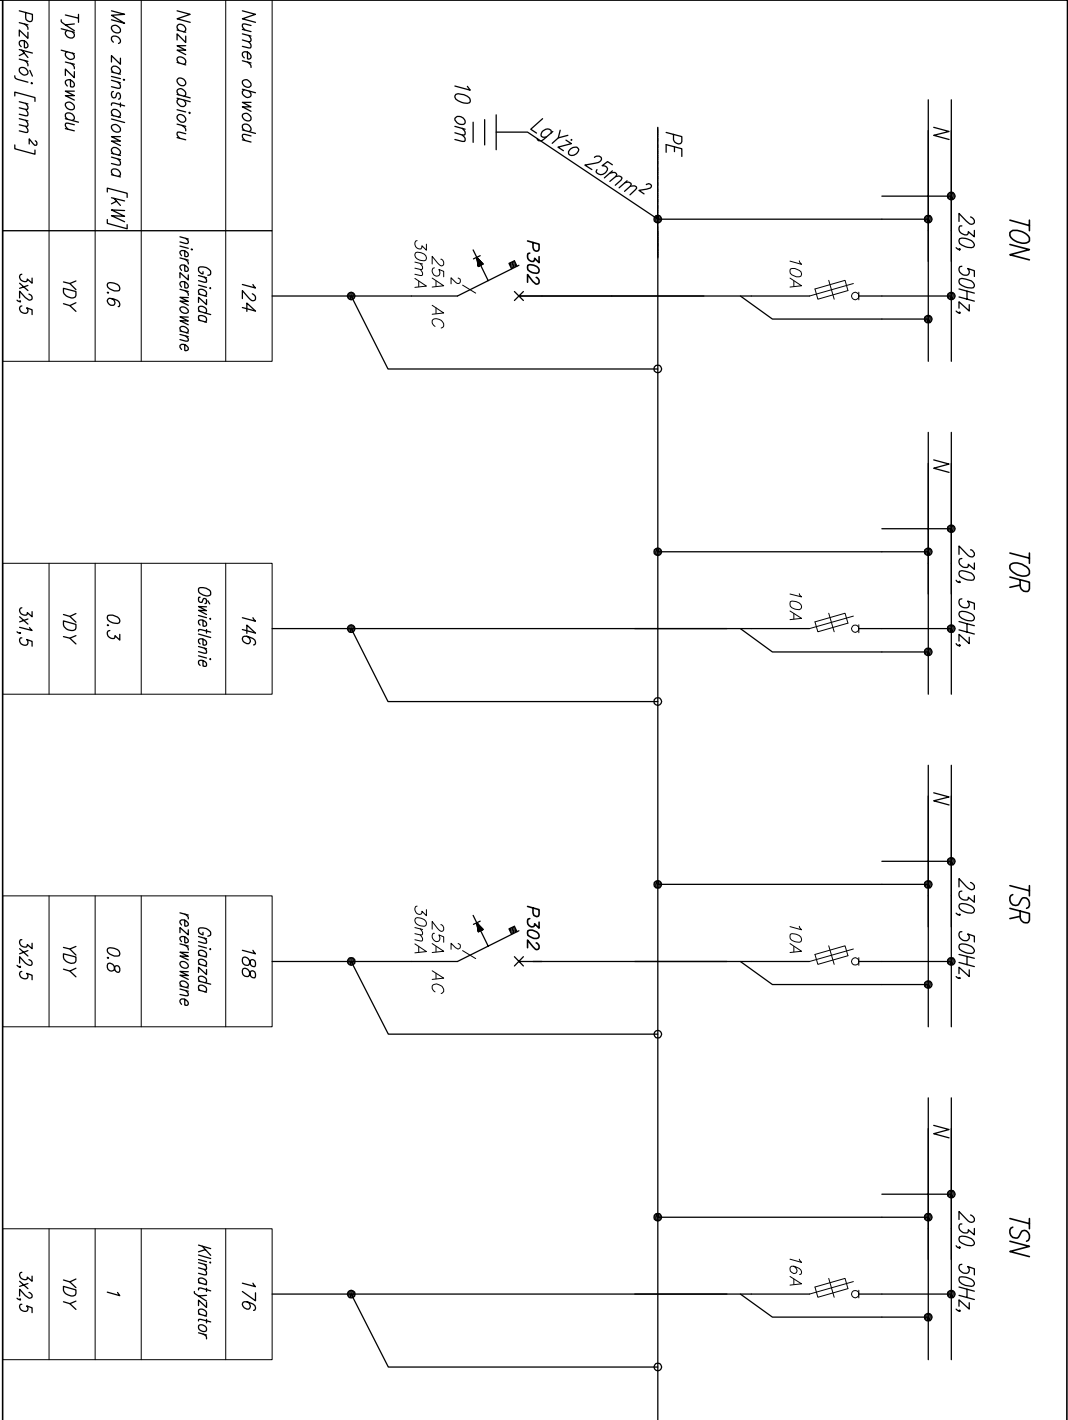 TON
N
230, 50Hz,
10A
PE
LgYżo 25mm²
10 om
P302
2
25A AC
30mA
TOR
N
230, 50Hz,
10A
TSR
N
230, 50Hz,
10A
P302
2
25A AC
30mA
TSN
N
230, 50Hz,
16A
Numer obwodu 124 146 188 176
Nazwa odbioru
Gniazda
nierezerwowane
Oświetlenie
Gniaazda
rezerwowane
Klimatyzator
Moc zainstalowana [kW] 0.6 0.3 0.8 1
Typ przewodu YDY YDY YDY YDY
Przekrój [mm²] 3x2,5 3x1,5 3x2,5 3x2,5